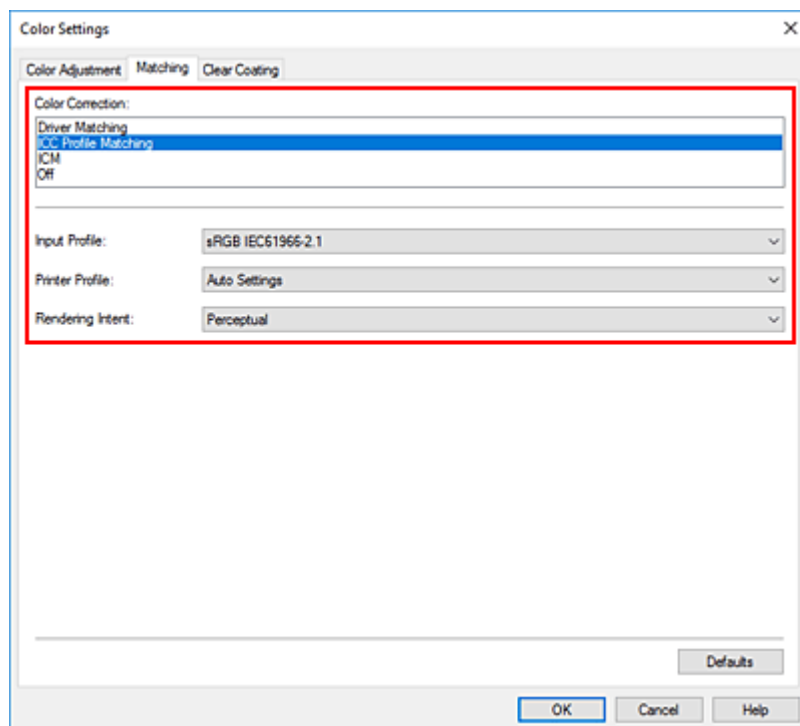 Color Settings
Color Adjustment Matching Clear Coating
Color Correction:
Driver Matching
ICC Profile Matching
ICM
Off
Input Profile: sRGB IEC61966-2.1
Printer Profile: Auto Settings
Rendering Intent: Perceptual
Defaults
OK Cancel Help